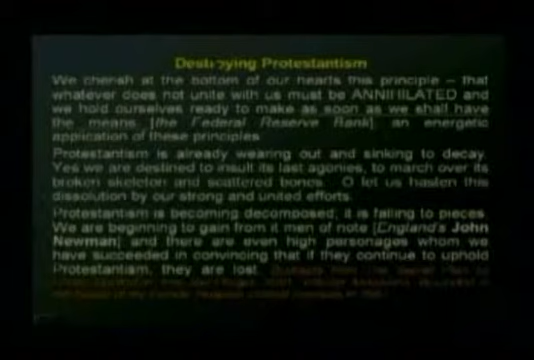 Destroying Protestantism
We cherish at the bottom of our hearts this principle – that
whatever does not unite with us must be ANNIHILATED and
we hold ourselves ready to make as soon as we shall have
the means [the Federal Reserve Bank], an energetic
application of these principles
Protestantism is already wearing out and sinking to decay.
Yes we are destined to insult its last agonies, to march over its
broken skeleton and scattered bones. O let us hasten this
dissolution by our strong and united efforts.
Protestantism is becoming decomposed; it is falling to pieces.
We are beginning to gain from it men of note [England's John
Newman] and there are even high personages whom we
have succeeded in convincing that if they continue to uphold
Protestantism, they are lost.